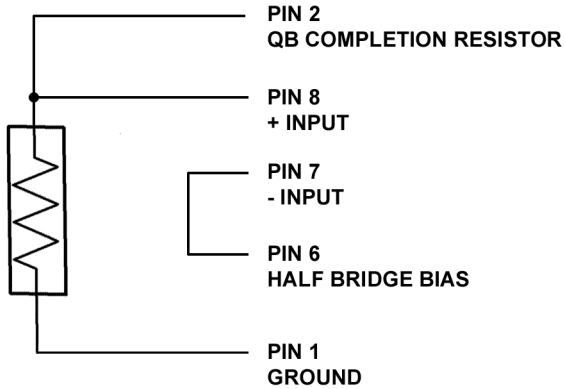 PIN 2
QB COMPLETION RESISTOR
PIN 8
+ INPUT
PIN 7
- INPUT
PIN 6
HALF BRIDGE BIAS
PIN 1
GROUND